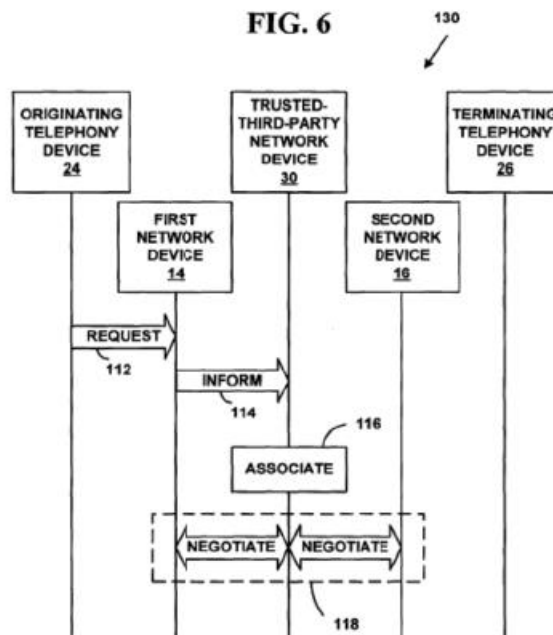 FIG. 6
130
ORIGINATING
TELEPHONY
DEVICE
24
TRUSTED-
THIRD-PARTY
NETWORK
DEVICE
30
TERMINATING
TELEPHONY
DEVICE
26
FIRST
NETWORK
DEVICE
14
SECOND
NETWORK
DEVICE
16
REQUEST
112
INFORM
114
116
ASSOCIATE
NEGOTIATE NEGOTIATE
118